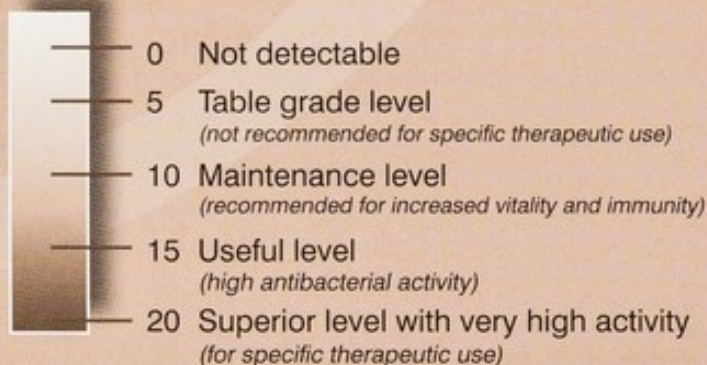 0 Not detectable
5 Table grade level
(not recommended for specific therapeutic use)
10 Maintenance level
(recommended for increased vitality and immunity)
15 Useful level
(high antibacterial activity)
20 Superior level with very high activity
(for specific therapeutic use)